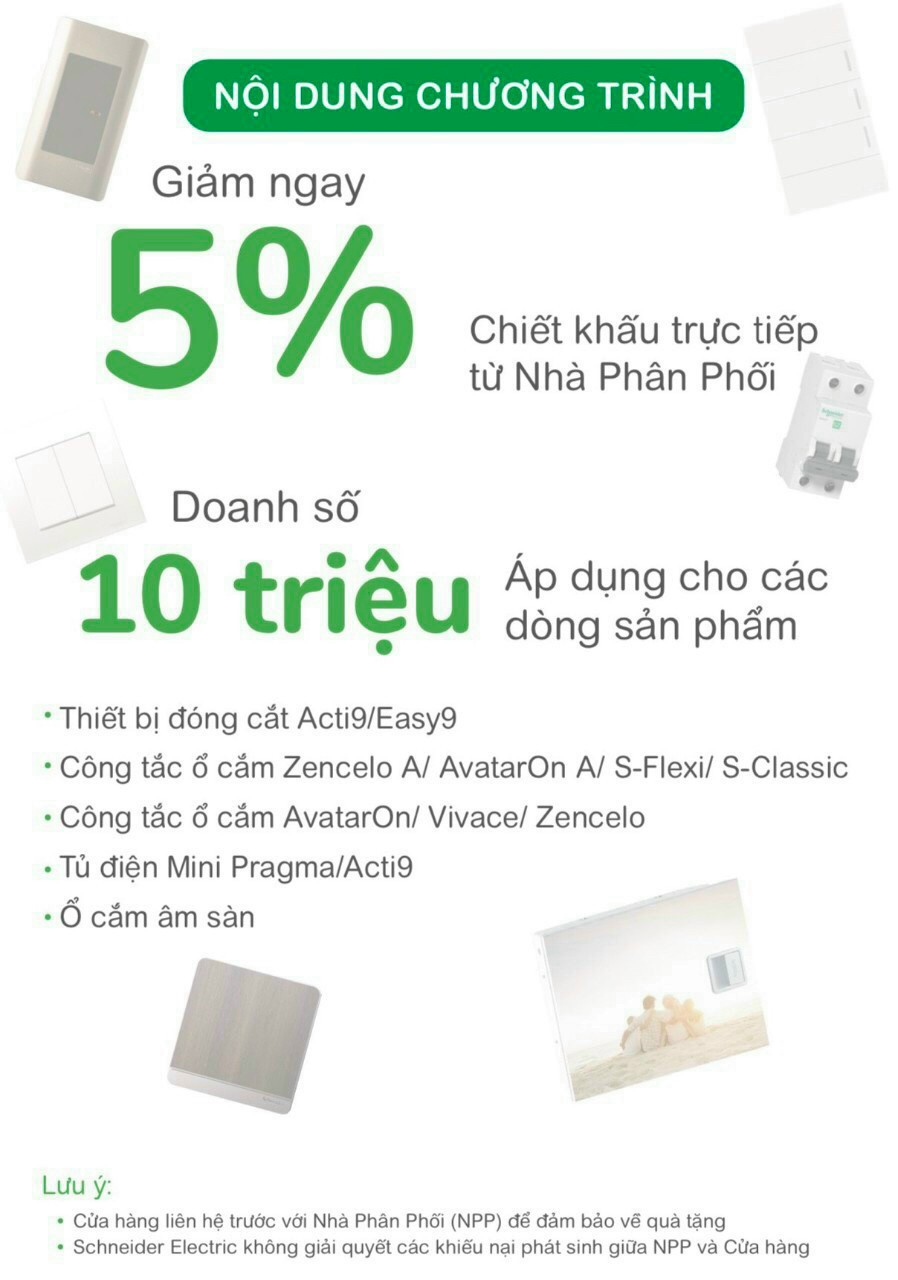 NỘI DUNG CHƯƠNG TRÌNH
Giảm ngay
5%
Chiết khấu trực tiếp
từ Nhà Phân Phối
Doanh số
10 triệu
Áp dụng cho các
dòng sản phẩm
• Thiết bị đóng cắt Acti9/Easy9
• Công tắc ổ cắm Zencelo A/ AvatarOn A/ S-Flexi/ S-Classic
• Công tắc ổ cắm AvatarOn/ Vivace/ Zencelo
• Tủ điện Mini Pragma/Acti9
• Ổ cắm âm sàn
Lưu ý:
• Cửa hàng liên hệ trước với Nhà Phân Phối (NPP) để đảm bảo về quà tặng
• Schneider Electric không giải quyết các khiếu nại phát sinh giữa NPP và Cửa hàng